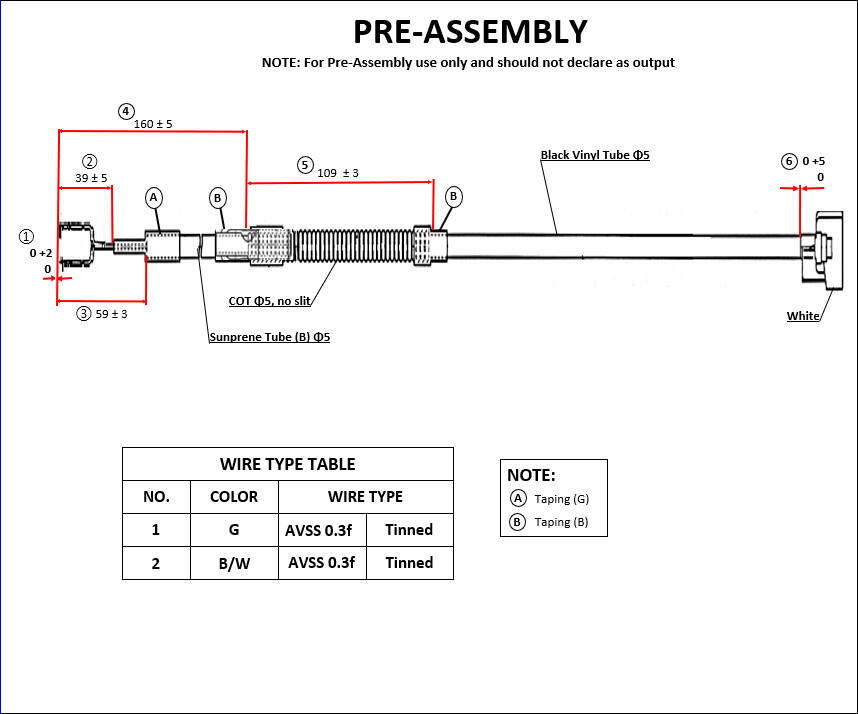 PRE-ASSEMBLY
NOTE: For Pre-Assembly use only and should not declare as output
④
160 ± 5
②
39 ± 5
⑤
109 ± 3
Black Vinyl Tube Φ5
⑥ 0 +5
0
A
B
B
①
0 +2
0
③ 59 ± 3
COT Φ5, no slit
Sunprene Tube (B) Φ5
White
WIRE TYPE TABLE
NO. COLOR WIRE TYPE
1 G AVSS 0.3f Tinned
2 B/W AVSS 0.3f Tinned
NOTE:
A Taping (G)
B Taping (B)